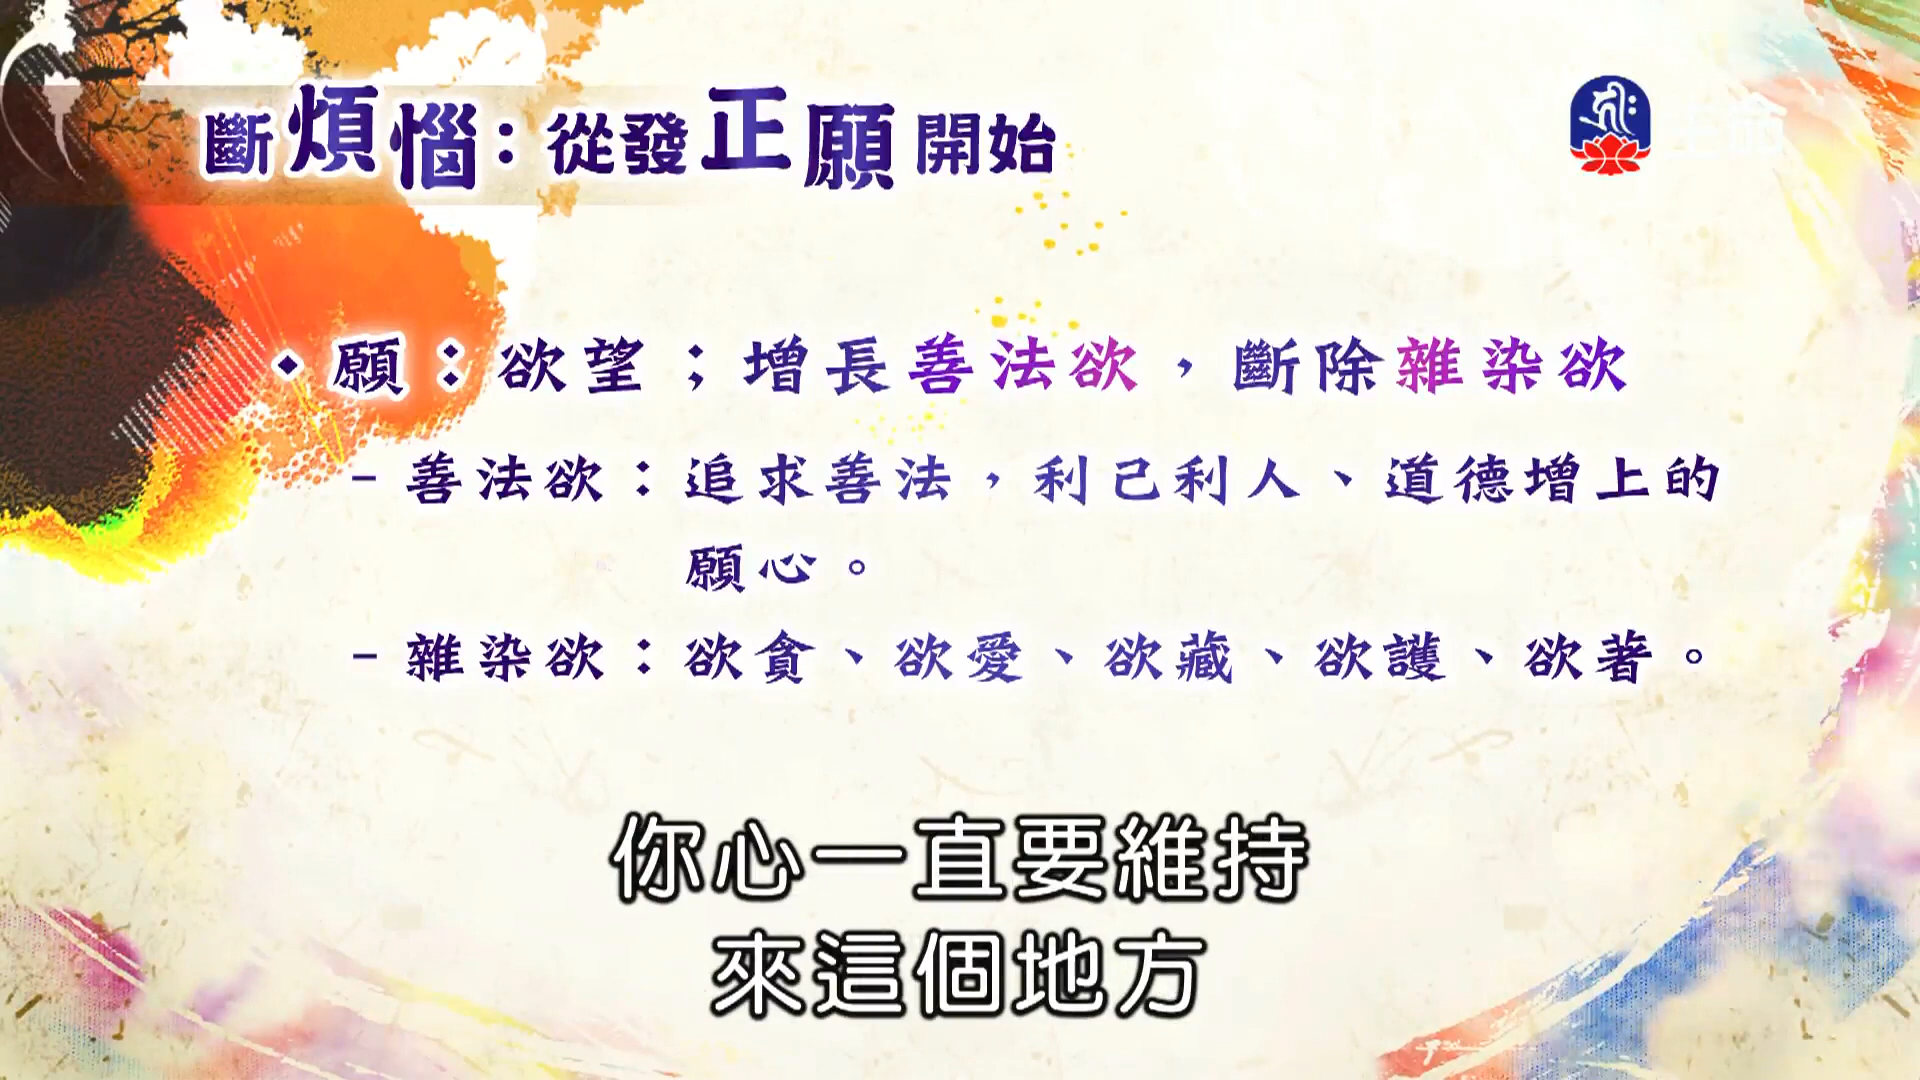 斷煩惱：從發正願開始
• 願：欲望；增長善法欲，斷除雜染欲
– 善法欲：追求善法，利己利人、道德增上的
願心。
– 雜染欲：欲貪、欲愛、欲藏、欲護、欲著。
你心一直要維持
來這個地方